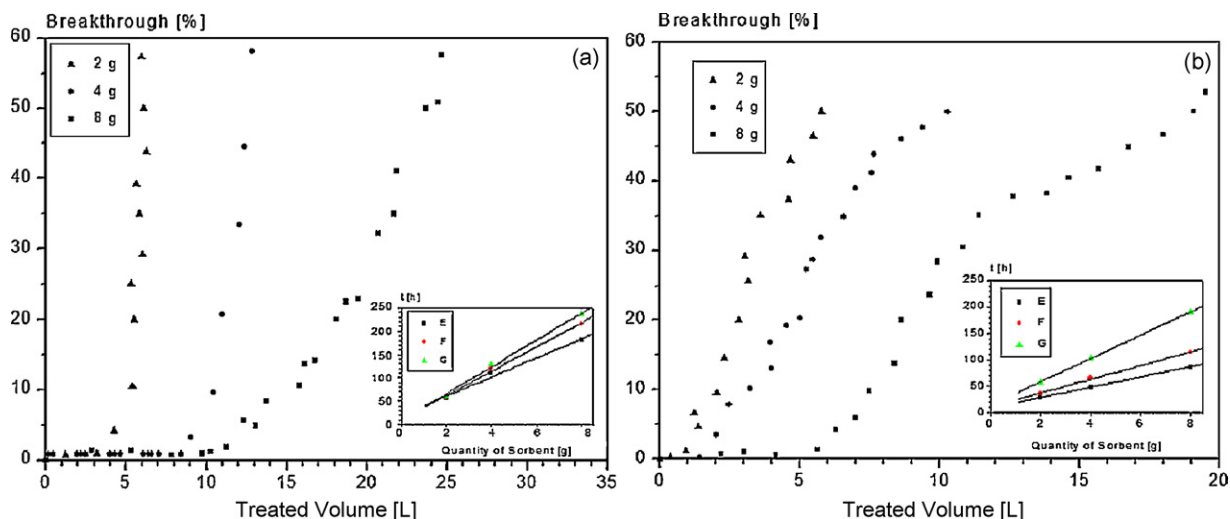 Breakthrough [%]
60
50
40
30
20
10
0
(a)
2 g
4 g
8 g
t [h]
250
200
150
100
50
0
E
F
G
0 2 4 6 8
Quantity of Sorbent [g]
0 5 10 15 20 25 30 35
Treated Volume [L]
Breakthrough [%]
60
50
40
30
20
10
0
(b)
2 g
4 g
8 g
t [h]
250
200
150
100
50
0
E
F
G
0 2 4 6 8
Quantity of Sorbent [g]
0 5 10 15 20
Treated Volume [L]